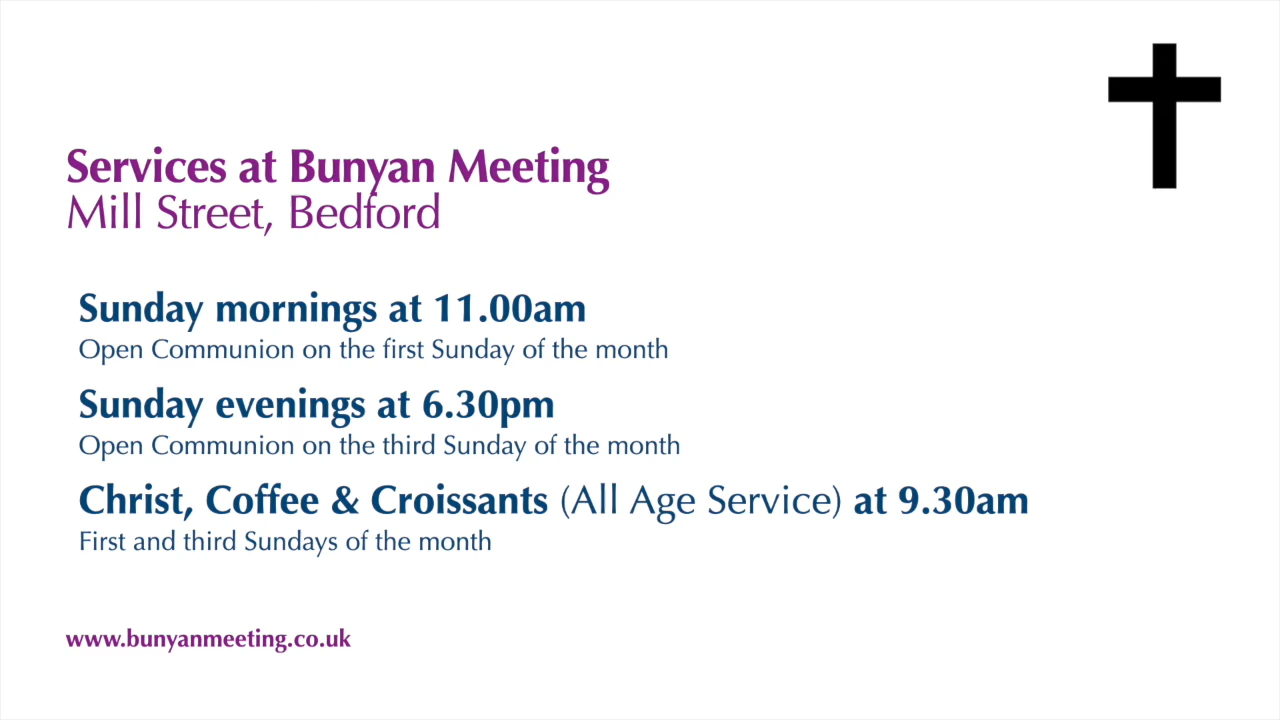 Services at Bunyan Meeting
Mill Street, Bedford
Sunday mornings at 11.00am
Open Communion on the first Sunday of the month
Sunday evenings at 6.30pm
Open Communion on the third Sunday of the month
Christ, Coffee & Croissants (All Age Service) at 9.30am
First and third Sundays of the month
www.bunyanmeeting.co.uk